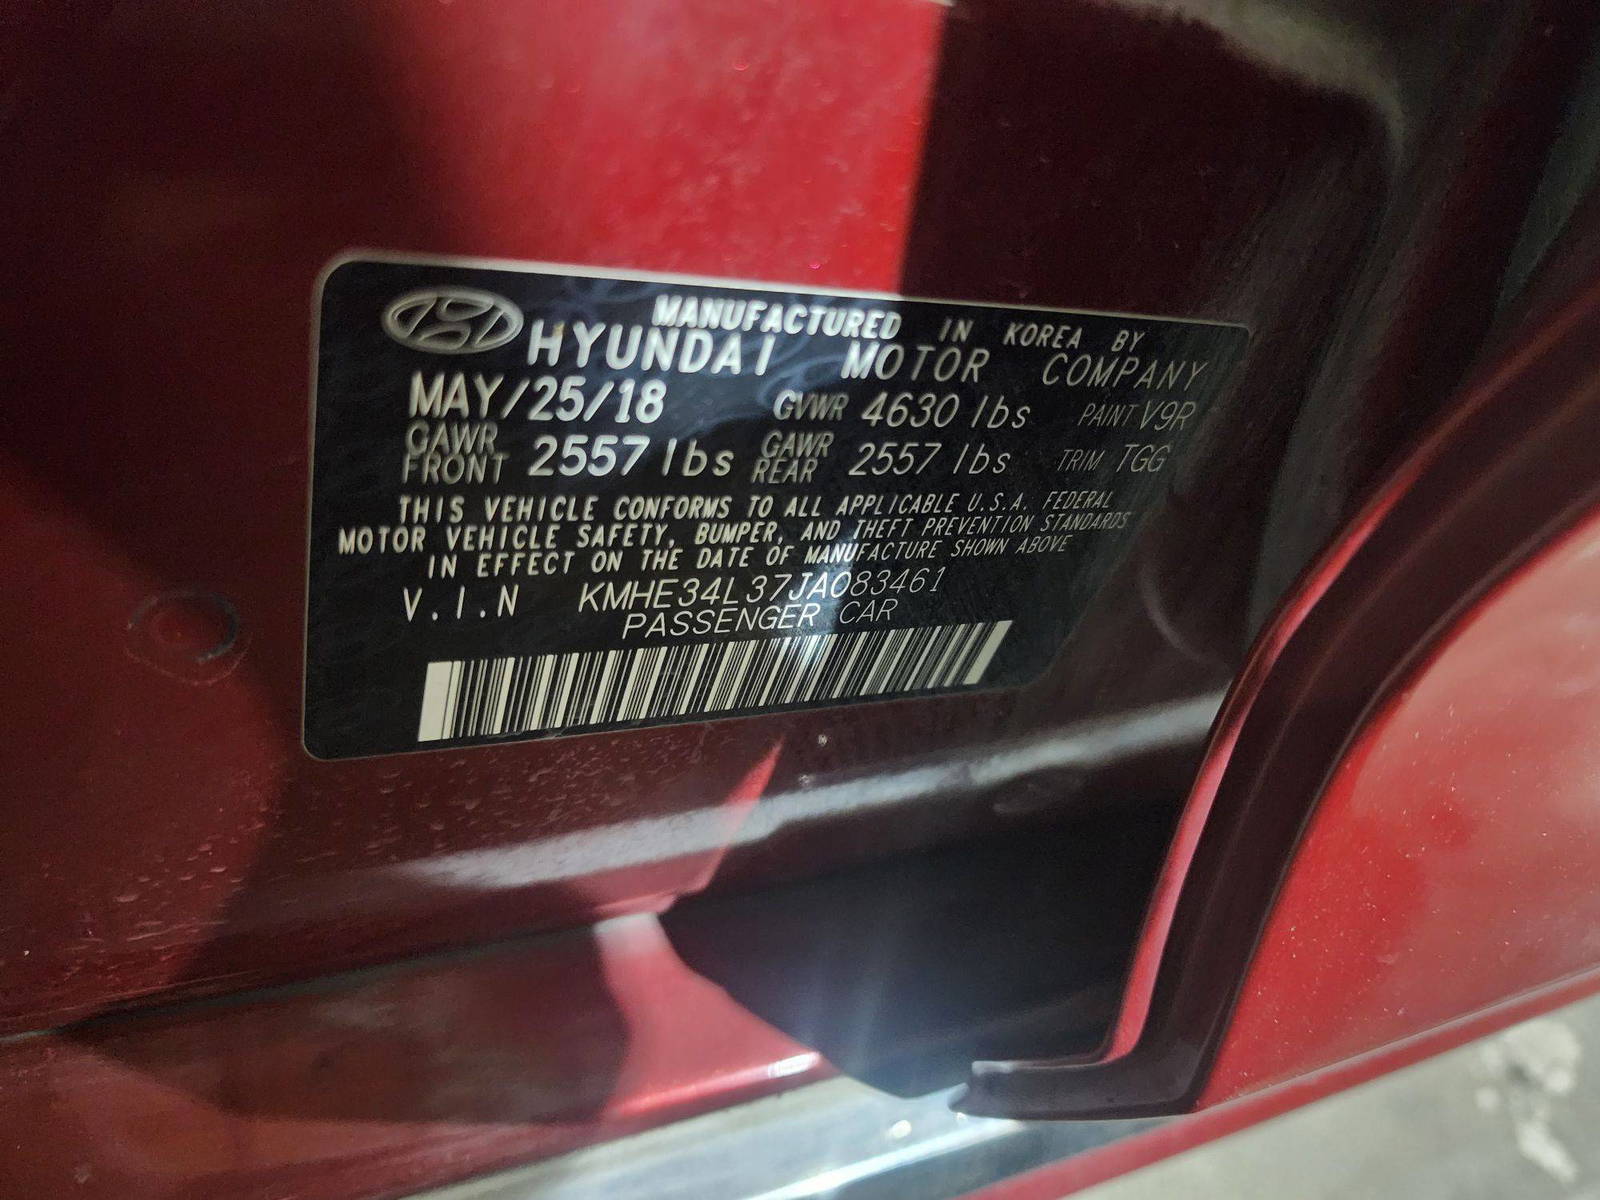 MANUFACTURED IN KOREA BY
HYUNDAI MOTOR COMPANY
MAY/25/18 GVWR 4630 lbs PAINT V9R
GAWR FRONT 2557 lbs GAWR REAR 2557 lbs TRIM TGG
THIS VEHICLE CONFORMS TO ALL APPLICABLE U.S.A. FEDERAL
MOTOR VEHICLE SAFETY, BUMPER, AND THEFT PREVENTION STANDARDS
IN EFFECT ON THE DATE OF MANUFACTURE SHOWN ABOVE
V.I.N KMHE34L37JA083461
PASSENGER CAR